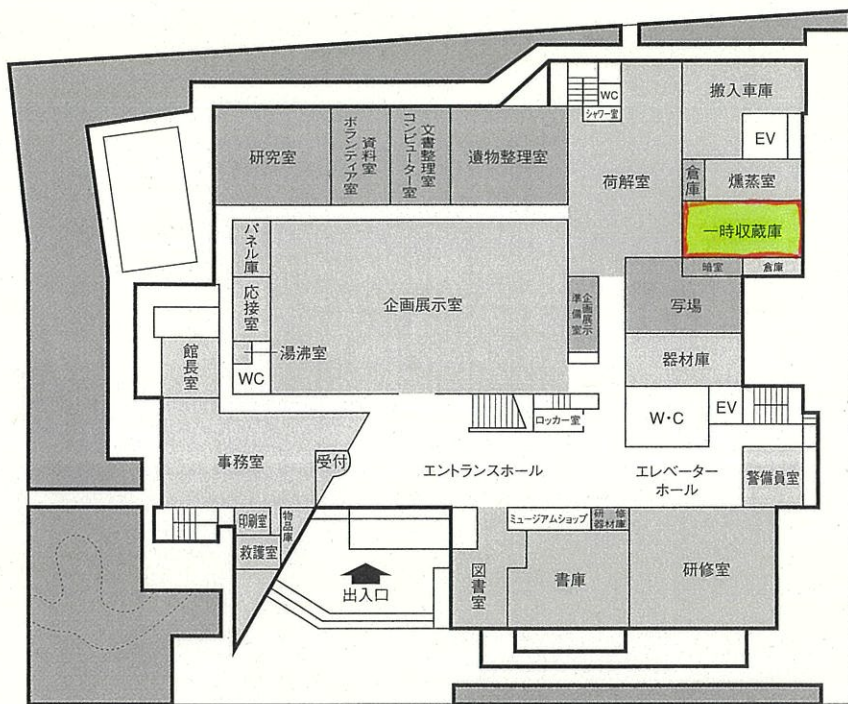 WC
シャワー室
搬入車庫
EV
研究室
資料室
ボランティア室
文書整理室
コンピューター室
遺物整理室
荷解室
倉庫
燻蒸室
一時収蔵庫
暗室
倉庫
パネル庫
応接室
企画展示室
企画展示
準備室
写場
館長室
湯沸室
WC
器材庫
ロッカー室
W・C
EV
事務室
受付
エントランスホール
エレベーター
ホール
警備員室
印刷室
物品庫
救護室
ミュージアムショップ
研修
器材庫
出入口
図書室
書庫
研修室